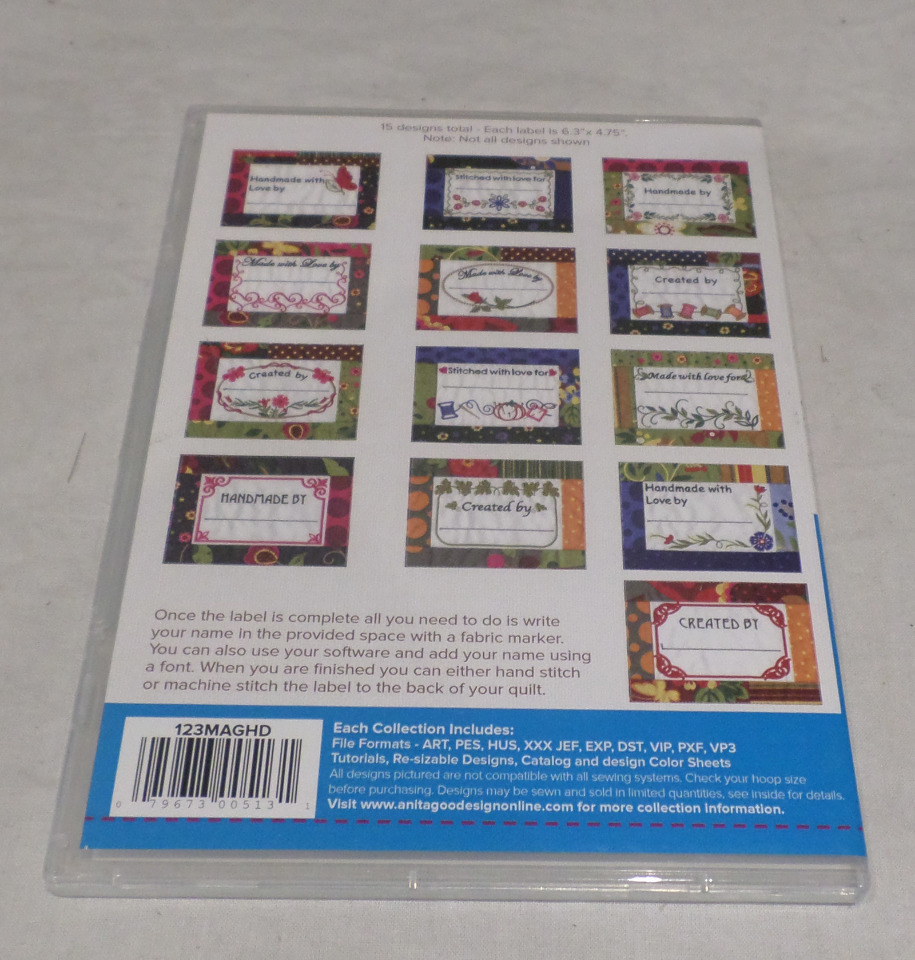 15 designs total - Each label is 6.3"x 4.75".
Note: Not all designs shown
Handmade with
Love by
Stitched with love for
Handmade by
Made with Love by
Made with Love by
Created by
Created by
Stitched with love for
Made with love for
HANDMADE BY
Created by
Handmade with
Love by
CREATED BY
Once the label is complete all you need to do is write
your name in the provided space with a fabric marker.
You can also use your software and add your name using
a font. When you are finished you can either hand stitch
or machine stitch the label to the back of your quilt.
123MAGHD
0 79673 00513 1
Each Collection Includes:
File Formats - ART, PES, HUS, XXX JEF, EXP, DST, VIP, PXF, VP3
Tutorials, Re-sizable Designs, Catalog and design Color Sheets
All designs pictured are not compatible with all sewing systems. Check your hoop size
before purchasing. Designs may be sewn and sold in limited quantities, see inside for details.
Visit www.anitagoodesignonline.com for more collection information.